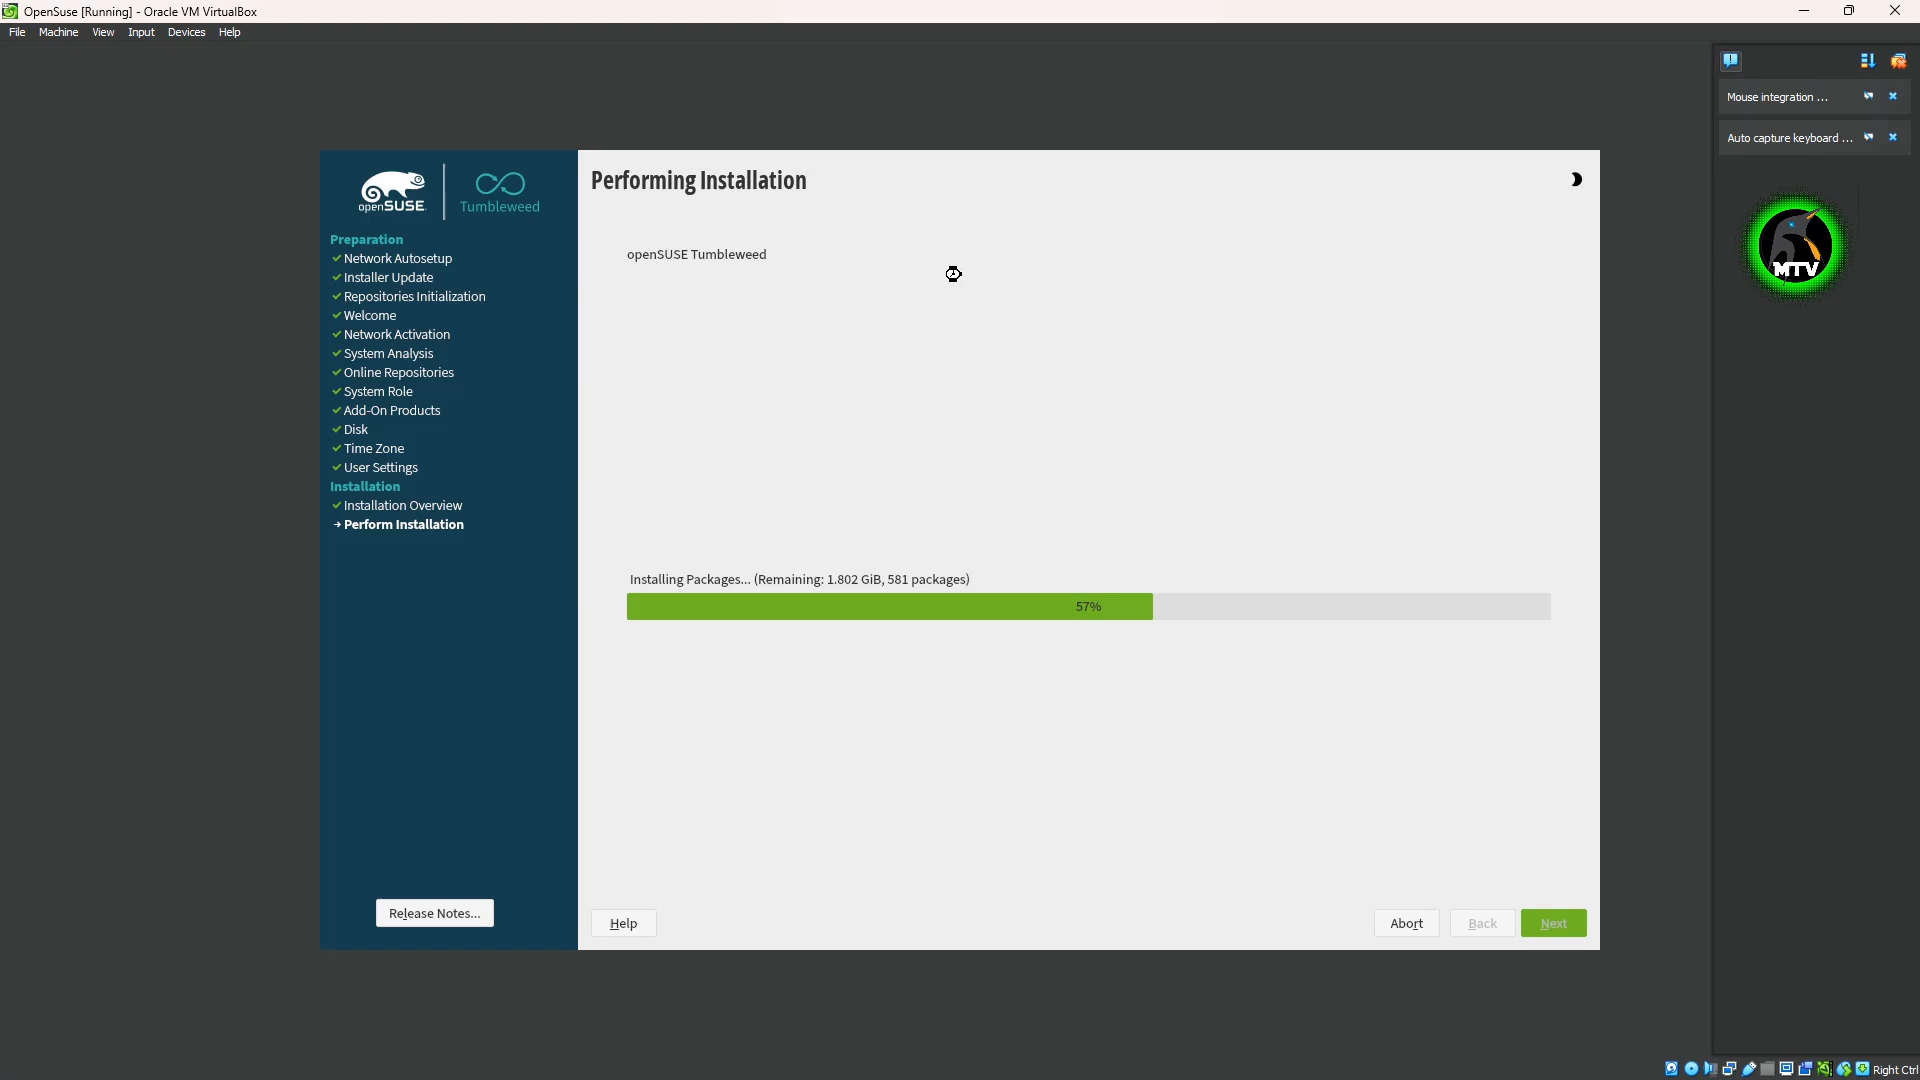 OpenSuse [Running] - Oracle VM VirtualBox
File Machine View Input Devices Help
Mouse integration ...
Auto capture keyboard ...
MTV
openSUSE
Tumbleweed
Preparation
Network Autosetup
Installer Update
Repositories Initialization
Welcome
Network Activation
System Analysis
Online Repositories
System Role
Add-On Products
Disk
Time Zone
User Settings
Installation
Installation Overview
Perform Installation
Release Notes...
Performing Installation
openSUSE Tumbleweed
Installing Packages... (Remaining: 1.802 GiB, 581 packages)
57%
Help
Abort
Back
Next
Right Ctrl